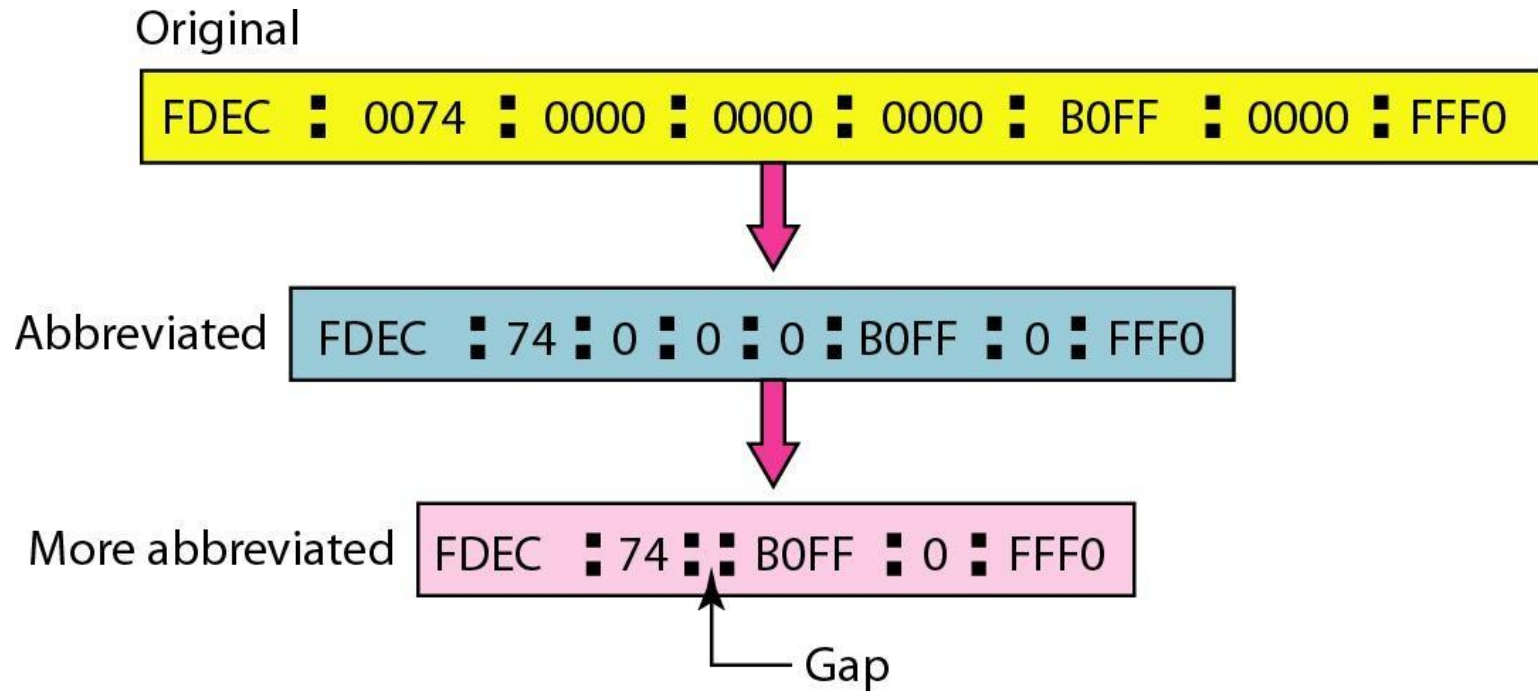 Original
FDEC : 0074 : 0000 : 0000 : 0000 : B0FF : 0000 : FFF0
Abbreviated
FDEC : 74 : 0 : 0 : 0 : B0FF : 0 : FFF0
More abbreviated
FDEC : 74 : : B0FF : 0 : FFF0
Gap